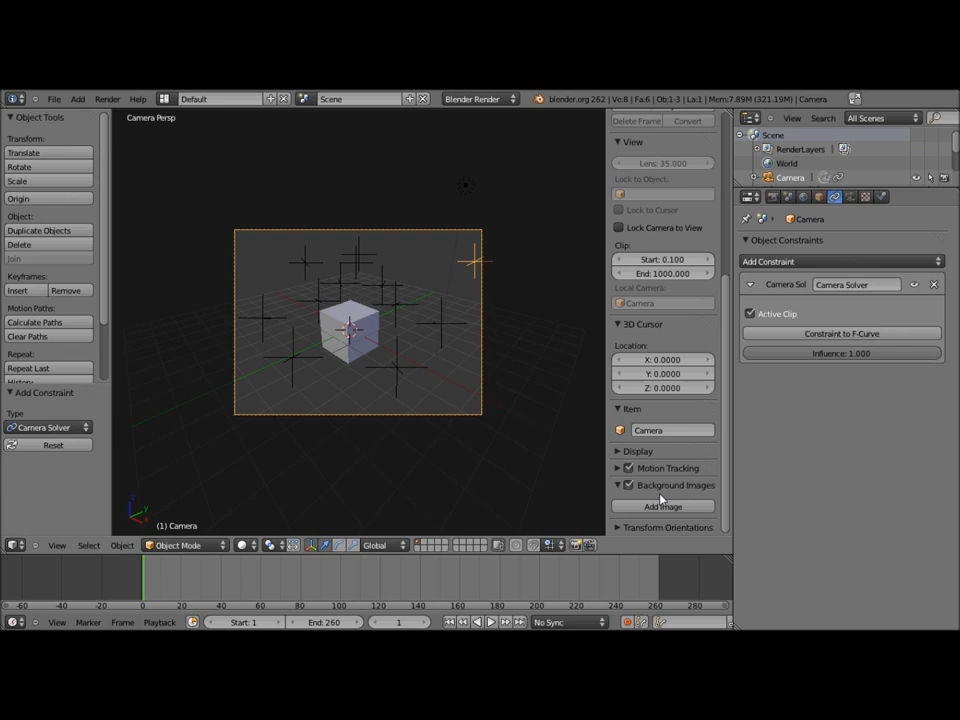 File Add Render Help Default Scene Blender Render blender.org 262 | Ve:8 | Fa:6 | Ob:1-3 | La:1 | Mem:7.89M (321.19M) | Camera
Object Tools
Transform:
Translate
Rotate
Scale
Origin
Object:
Duplicate Objects
Delete
Join
Keyframes:
Insert Remove
Motion Paths:
Calculate Paths
Clear Paths
Repeat:
Repeat Last
History
Add Constraint
Type
Camera Solver
Reset
Camera Persp
(1) Camera
Delete Frame Convert
View
Lens: 35.000
Lock to Object:
Lock to Cursor
Lock Camera to View
Clip:
Start: 0.100
End: 1000.000
Local Camera:
Camera
3D Cursor
Location:
X: 0.0000
Y: 0.0000
Z: 0.0000
Item
Camera
Display
Motion Tracking
Background Images
Add Image
Transform Orientations
View Search All Scenes
Scene
RenderLayers
World
Camera
Camera
Object Constraints
Add Constraint
Camera Sol Camera Solver
Active Clip
Constraint to F-Curve
Influence: 1.000
View Select Object Object Mode Global
-60 -40 -20 0 20 40 60 80 100 120 140 160 180 200 220 240 260 280
View Marker Frame Playback Start: 1 End: 260 1 No Sync